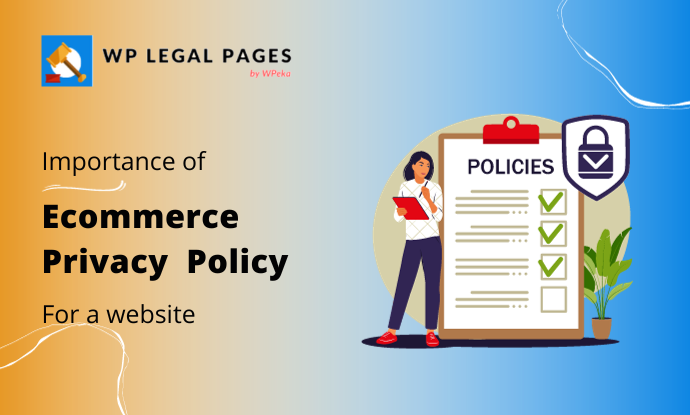 WP LEGAL PAGES
by WPeka
Importance of
Ecommerce
Privacy Policy
For a website
POLICIES